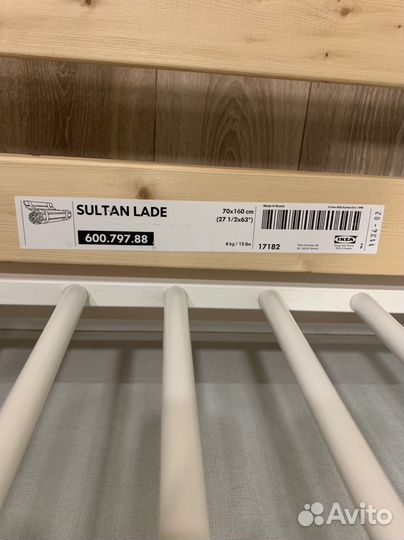 SULTAN LADE
600.797.88
70x160 cm
(27 1/2x63")
6 kg / 13 lbs
Made in Russia
17182
IKEA
1134-92
Avito